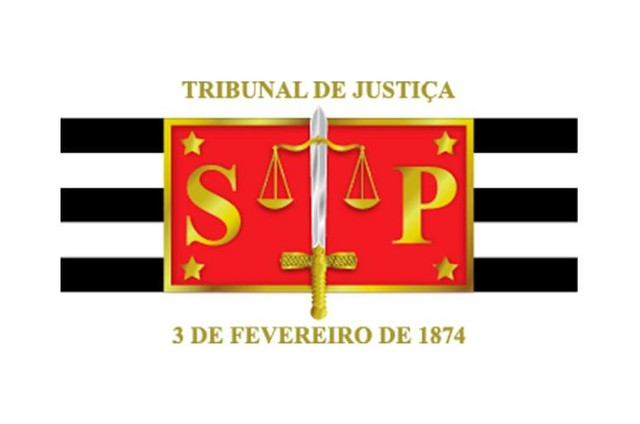 TRIBUNAL DE JUSTIÇA
S P
3 DE FEVEREIRO DE 1874